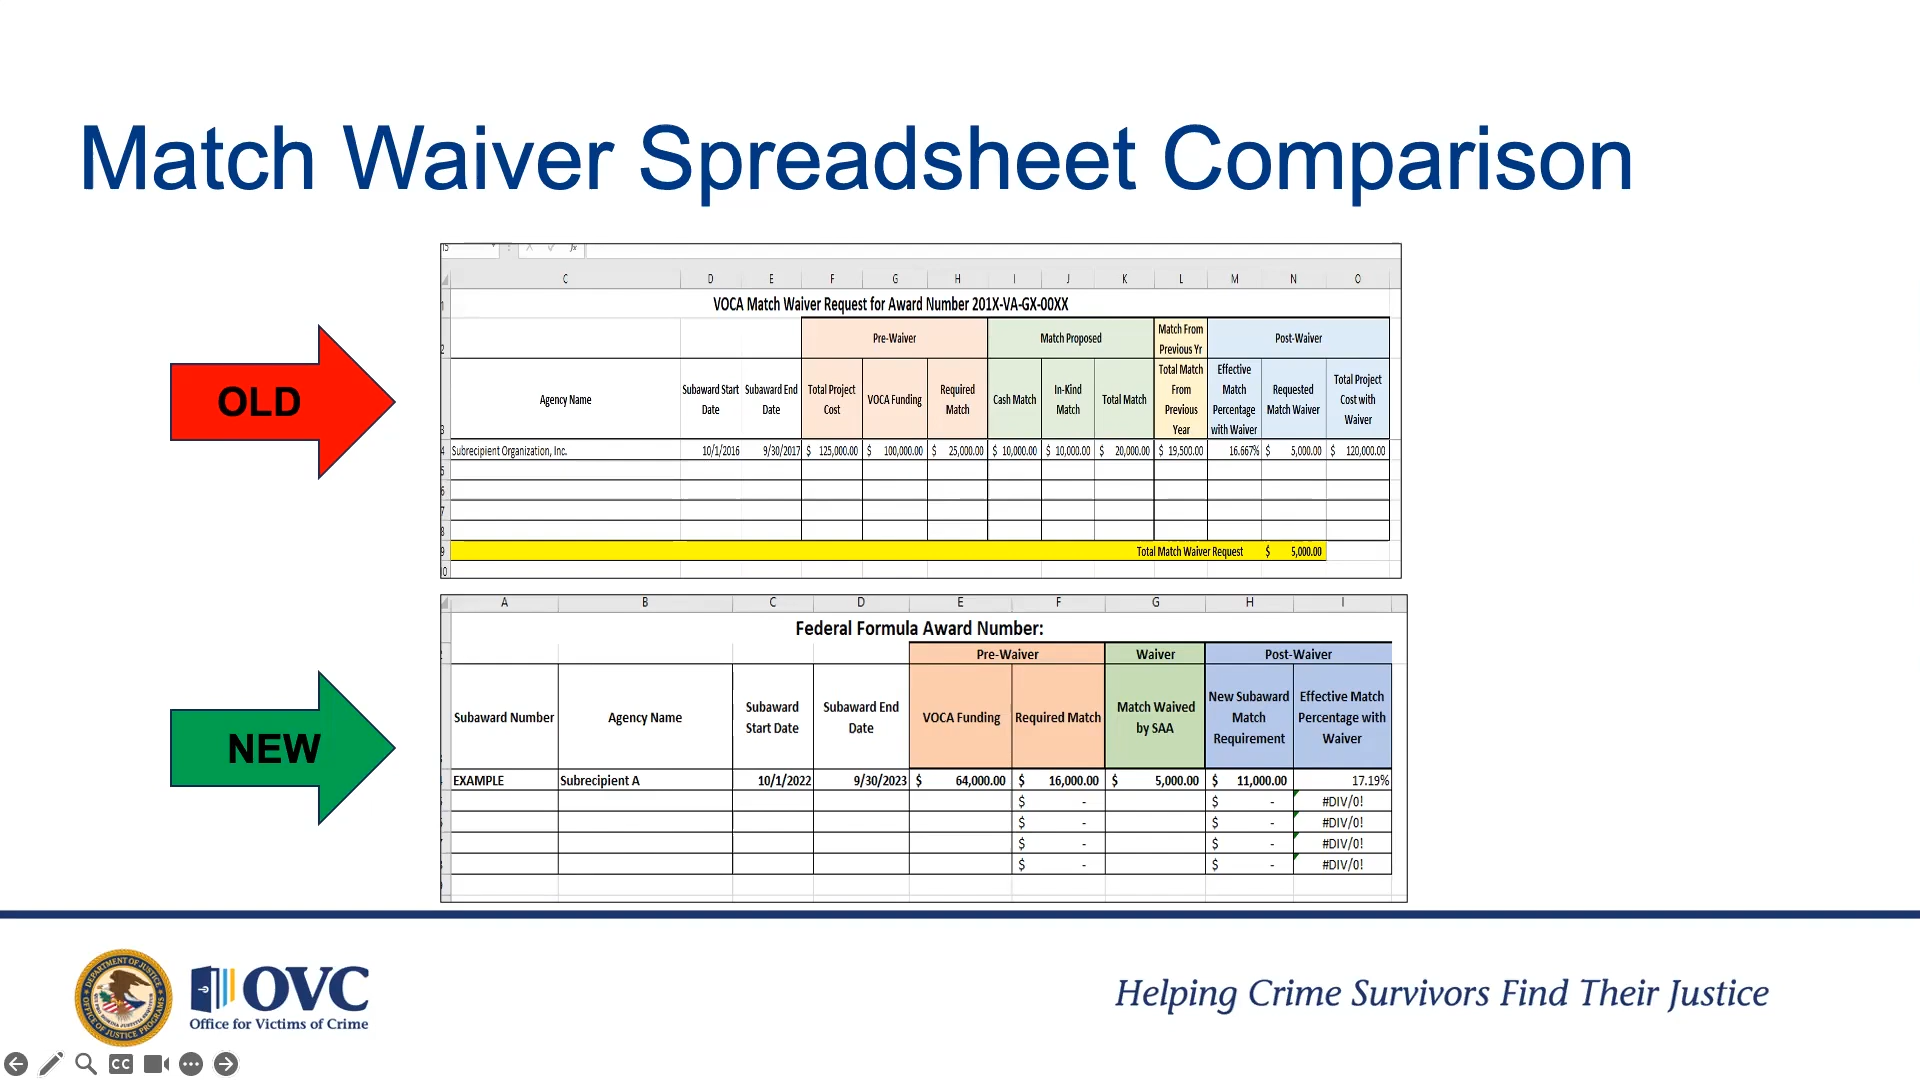 Match Waiver Spreadsheet Comparison
OLD
C D E F G H I J K L M N O
VOCA Match Waiver Request for Award Number 201X-VA-GX-00XX
Pre-Waiver Match Proposed Match From Previous Yr Post-Waiver
Agency Name Subaward Start Date Subaward End Date Total Project Cost VOCA Funding Required Match Cash Match In-Kind Match Total Match Total Match From Previous Year Effective Match Percentage with Waiver Requested Match Waiver Total Project Cost with Waiver
Subrecipient Organization, Inc. 10/1/2016 9/30/2017 $ 125,000.00 $ 100,000.00 $ 25,000.00 $ 10,000.00 $ 10,000.00 $ 20,000.00 $ 19,500.00 16.667% $ 5,000.00 $ 120,000.00
Total Match Waiver Request $ 5,000.00
NEW
A B C D E F G H I
Federal Formula Award Number:
Pre-Waiver Waiver Post-Waiver
Subaward Number Agency Name Subaward Start Date Subaward End Date VOCA Funding Required Match Match Waived by SAA New Subaward Match Requirement Effective Match Percentage with Waiver
EXAMPLE Subrecipient A 10/1/2022 9/30/2023 $ 64,000.00 $ 16,000.00 $ 5,000.00 $ 11,000.00 17.19%
$ - $ - #DIV/0!
$ - $ - #DIV/0!
$ - $ - #DIV/0!
$ - $ - #DIV/0!
OVC
Office for Victims of Crime
Helping Crime Survivors Find Their Justice
CC